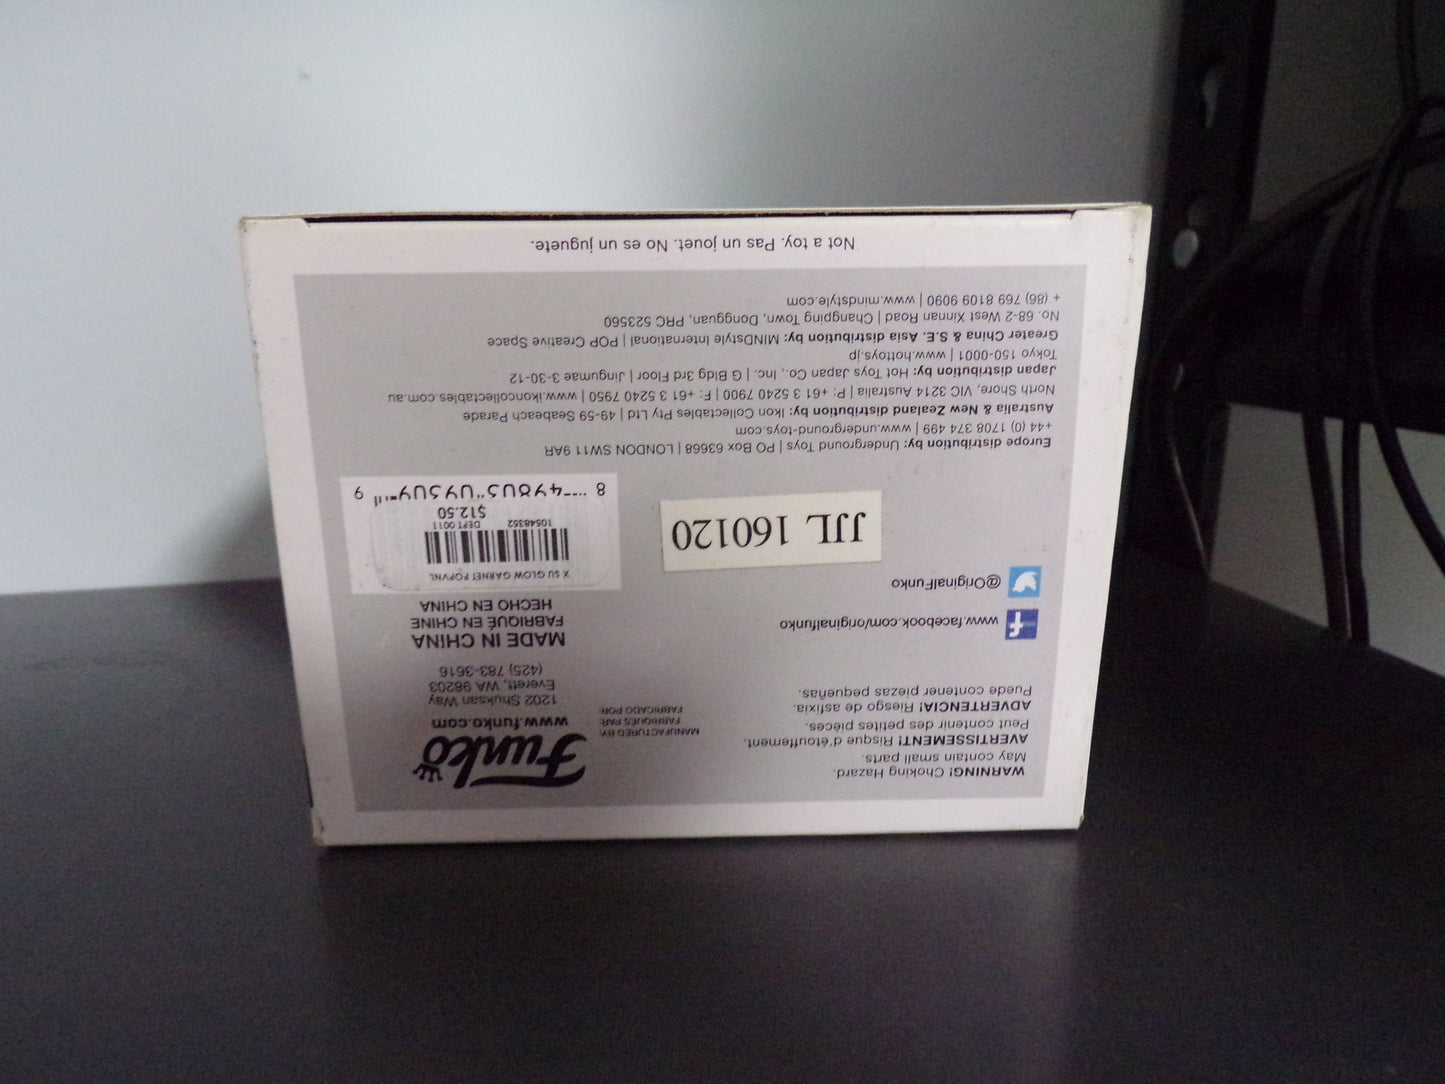 WARNING! Choking Hazard.
May contain small parts.
AVERTISSEMENT! Risque d'étouffement.
Peut contenir des petites pièces.
ADVERTENCIA! Riesgo de asfixia.
Puede contener piezas pequeñas.
MANUFACTURED BY:
FABRIQUÉS PAR:
FABRICADO POR:
Funko
www.funko.com
1202 Shuksan Way
Everett, WA 98203
(425) 783-3616
MADE IN CHINA
FABRIQUÉ EN CHINE
HECHO EN CHINA
www.facebook.com/originalfunko
@OriginalFunko
JJL 160120
X SU GLOW GARNET POPVNL
10548352 DEPT 0011
$12.50
8 9
Europe distribution by: Underground Toys | PO Box 63668 | LONDON SW11 9AR
+44 (0) 1708 374 499 | www.underground-toys.com
Australia & New Zealand distribution by: Ikon Collectables Pty Ltd | 49-59 Seabeach Parade
North Shore, VIC 3214 Australia | P: +61 3 5240 7900 | F: +61 3 5240 7950 | www.ikoncollectables.com.au
Japan distribution by: Hot Toys Japan Co., Inc. | G Bldg 3rd Floor | Jingumae 3-30-12
Tokyo 150-0001 | www.hottoys.jp
Greater China & S.E. Asia distribution by: MINDstyle International | POP Creative Space
No. 68-2 West Xinnan Road | Changping Town, Dongguan, PRC 523560
+ (86) 769 8109 9090 | www.mindstyle.com
Not a toy. Pas un jouet. No es un juguete.